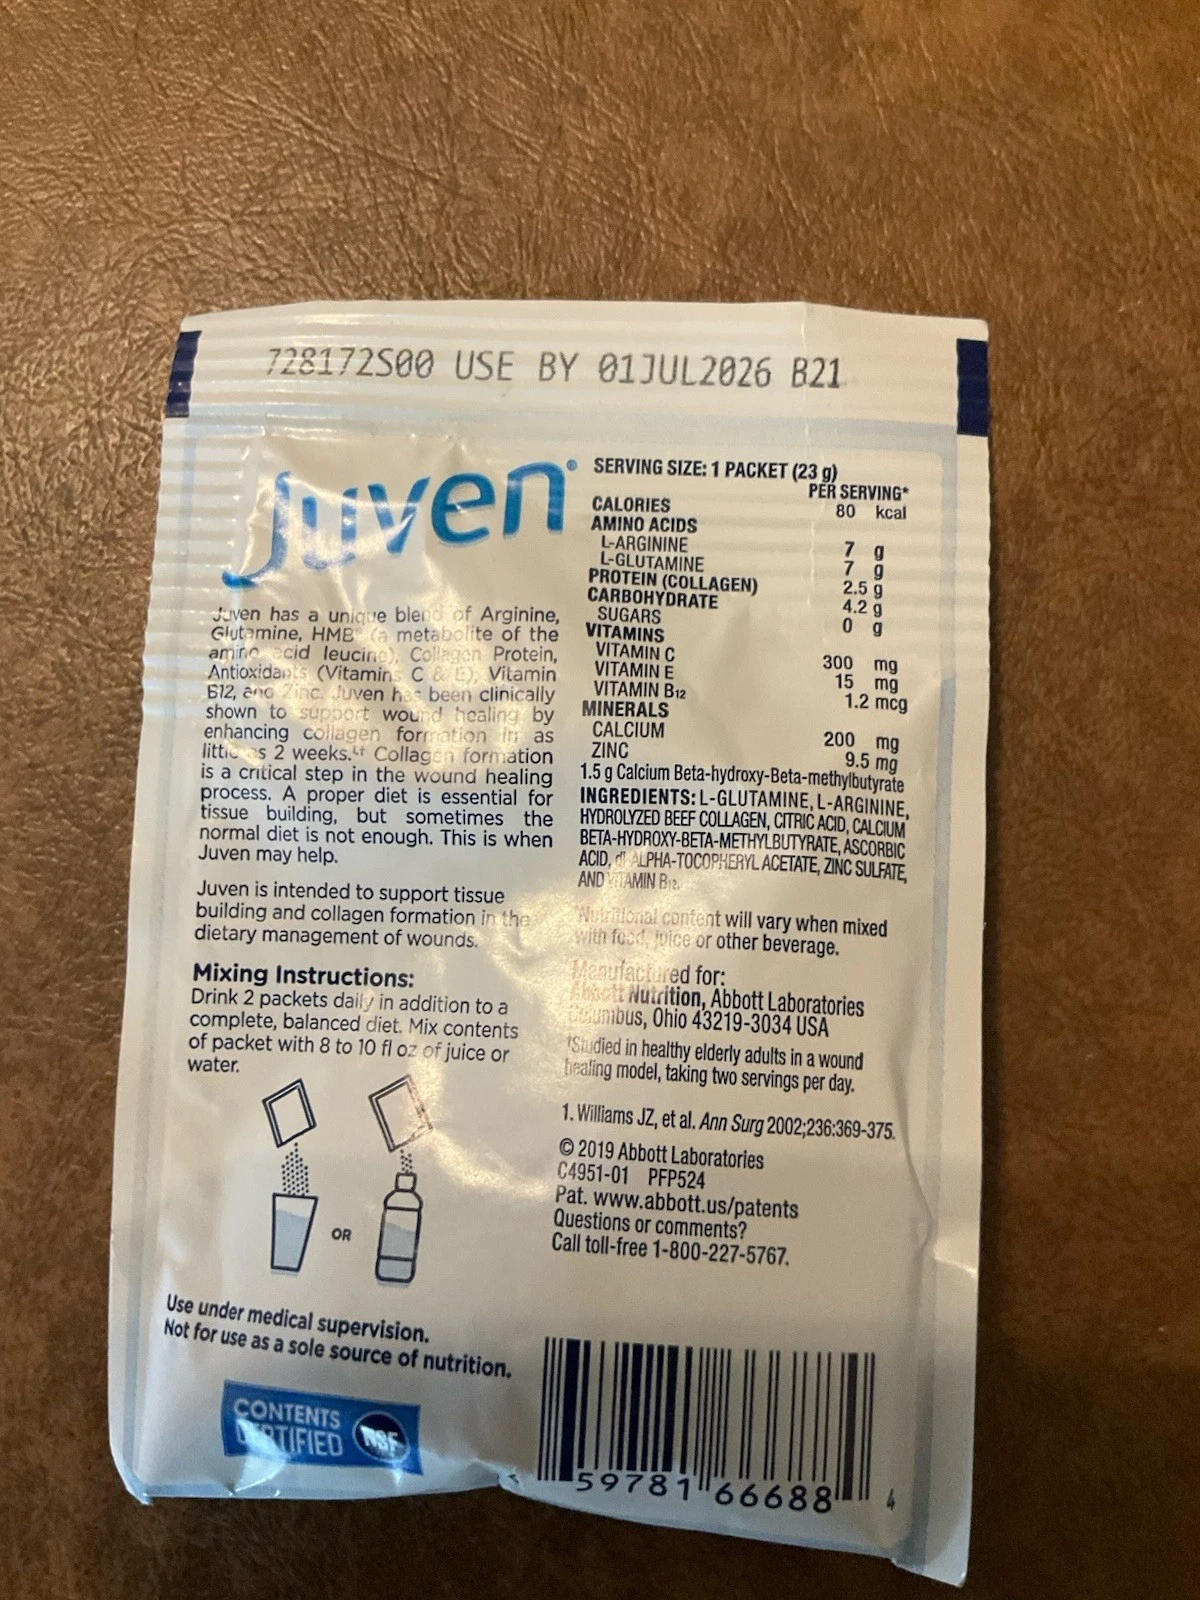 728172S00 USE BY 01JUL2026 B21
Juven®
Juven has a unique blend of Arginine,
Glutamine, HMB® (a metabolite of the
amino acid leucine), Collagen Protein,
Antioxidants (Vitamins C & E), Vitamin
B12, and Zinc. Juven has been clinically
shown to support wound healing by
enhancing collagen formation in as
little as 2 weeks.¹,† Collagen formation
is a critical step in the wound healing
process. A proper diet is essential for
tissue building, but sometimes the
normal diet is not enough. This is when
Juven may help.
Juven is intended to support tissue
building and collagen formation in the
dietary management of wounds.
Mixing Instructions:
Drink 2 packets daily in addition to a
complete, balanced diet. Mix contents
of packet with 8 to 10 fl oz of juice or
water.
OR
Use under medical supervision.
Not for use as a sole source of nutrition.
CONTENTS
CERTIFIED NSF
SERVING SIZE: 1 PACKET (23 g)
PER SERVING*
CALORIES 80 kcal
AMINO ACIDS
L-ARGININE 7 g
L-GLUTAMINE 7 g
PROTEIN (COLLAGEN) 2.5 g
CARBOHYDRATE 4.2 g
SUGARS 0 g
VITAMINS
VITAMIN C 300 mg
VITAMIN E 15 mg
VITAMIN B12 1.2 mcg
MINERALS
CALCIUM 200 mg
ZINC 9.5 mg
1.5 g Calcium Beta-hydroxy-Beta-methylbutyrate
INGREDIENTS: L-GLUTAMINE, L-ARGININE,
HYDROLYZED BEEF COLLAGEN, CITRIC ACID, CALCIUM
BETA-HYDROXY-BETA-METHYLBUTYRATE, ASCORBIC
ACID, dl-ALPHA-TOCOPHERYL ACETATE, ZINC SULFATE,
AND VITAMIN B12.
*Nutritional content will vary when mixed
with food, juice or other beverage.
Manufactured for:
Abbott Nutrition, Abbott Laboratories
Columbus, Ohio 43219-3034 USA
†Studied in healthy elderly adults in a wound
healing model, taking two servings per day.
1. Williams JZ, et al. Ann Surg 2002;236:369-375.
© 2019 Abbott Laboratories
C4951-01 PFP524
Pat. www.abbott.us/patents
Questions or comments?
Call toll-free 1-800-227-5767.
59781 66688 4